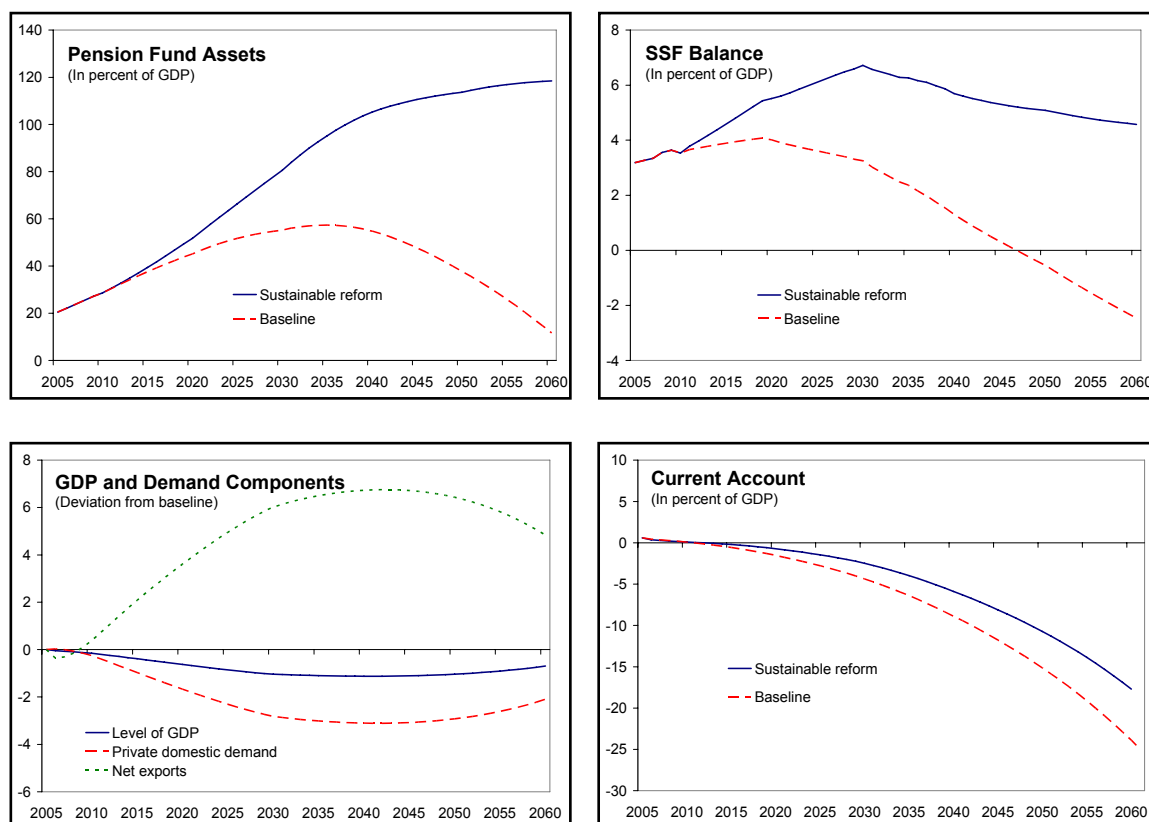 Pension Fund Assets
(In percent of GDP)
140
120
100
80
60
40
20
0
Sustainable reform
Baseline
2005 2010 2015 2020 2025 2030 2035 2040 2045 2050 2055 2060
SSF Balance
(In percent of GDP)
8
6
4
2
0
-2
-4
Sustainable reform
Baseline
2005 2010 2015 2020 2025 2030 2035 2040 2045 2050 2055 2060
GDP and Demand Components
(Deviation from baseline)
8
6
4
2
0
-2
-4
-6
Level of GDP
Private domestic demand
Net exports
2005 2010 2015 2020 2025 2030 2035 2040 2045 2050 2055 2060
Current Account
(In percent of GDP)
10
5
0
-5
-10
-15
-20
-25
-30
Sustainable reform
Baseline
2005 2010 2015 2020 2025 2030 2035 2040 2045 2050 2055 2060